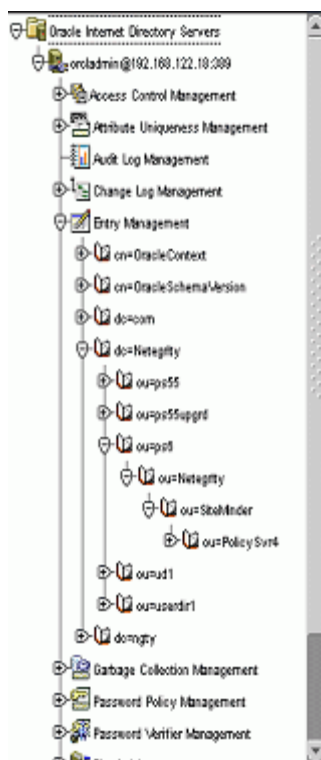 Oracle Internet Directory Servers
orcladmin@192.168.122.18:389
Access Control Management
Attribute Uniqueness Management
Audit Log Management
Change Log Management
Entry Management
cn=OracleContext
cn=OracleSchemaVersion
dc=com
dc=Netegrity
ou=ps55
ou=ps55upgrd
ou=ps6
ou=Netegrity
ou=SiteMinder
ou=PolicySvr4
ou=ud1
ou=userdir1
dc=ngty
Garbage Collection Management
Password Policy Management
Password Verifier Management